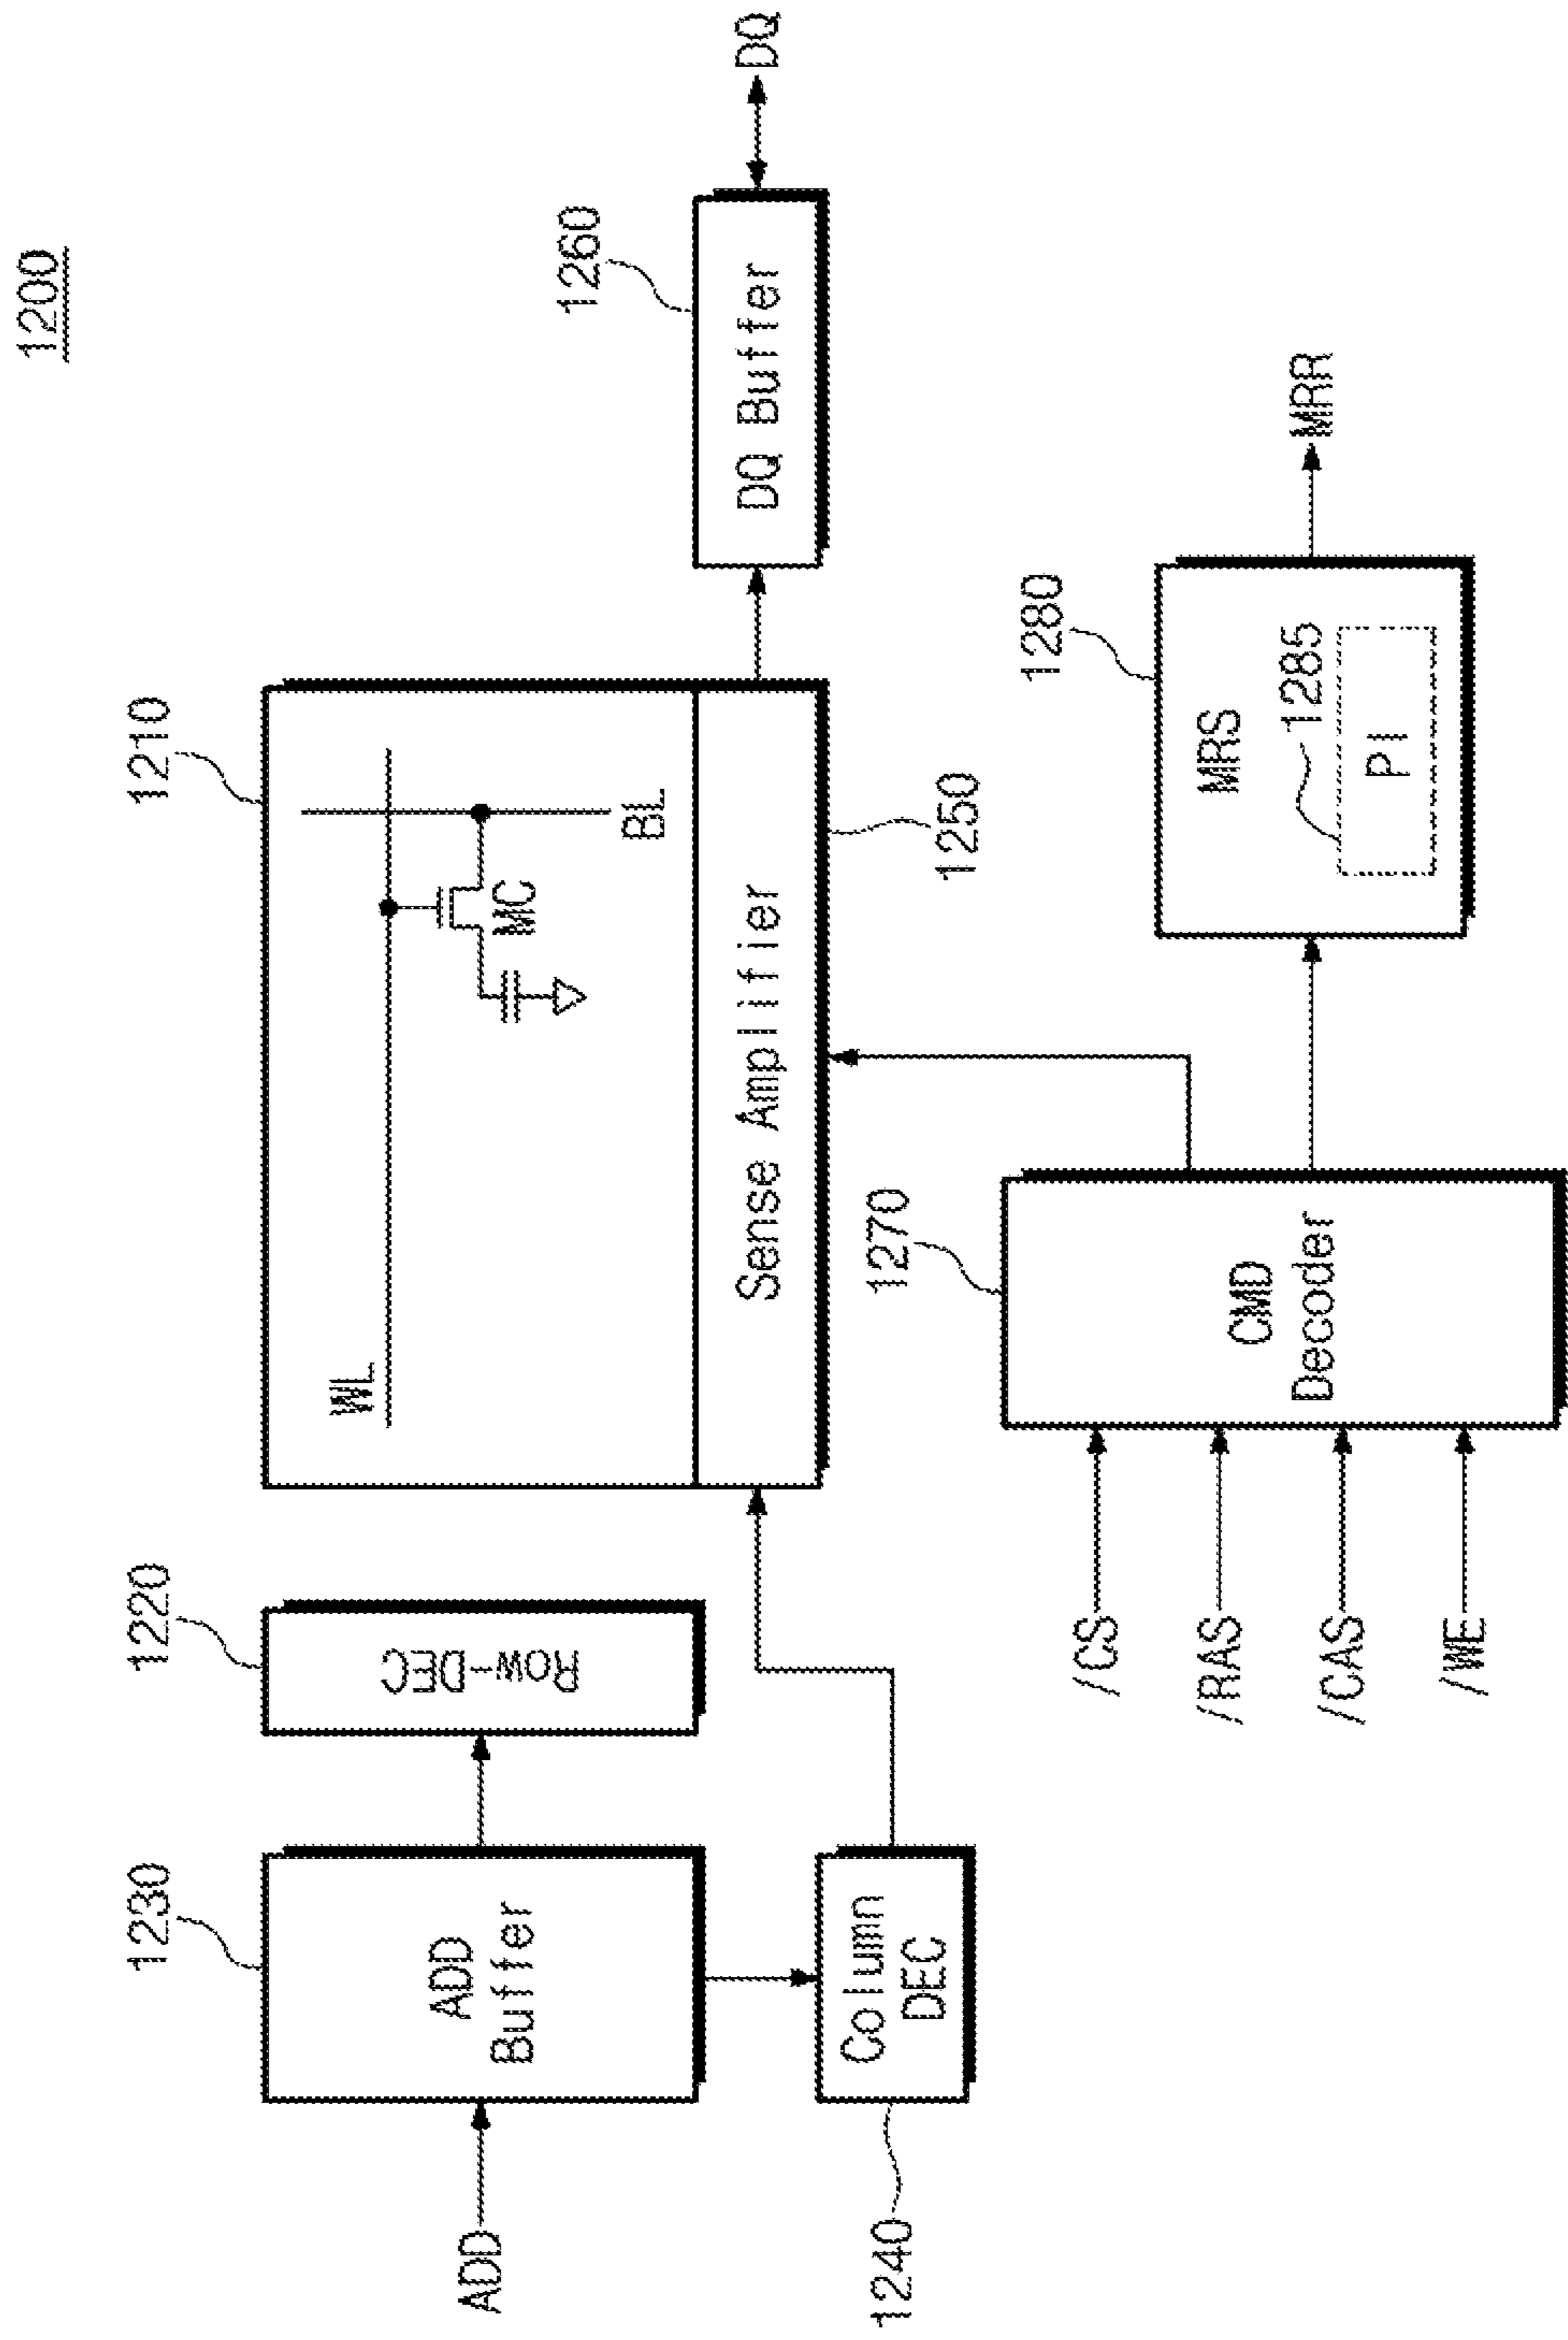 1200
1210
1220
1230
WL
MC
BL
Row-DEC
ADD
Buffer
ADD
1260
DQ Buffer
DQ
Sense Amplifier
Column
DEC
1240
1250
1270
1280
CMD
Decoder
/CS
/RAS
/CAS
/WE
MRS
1285
PI
MRR